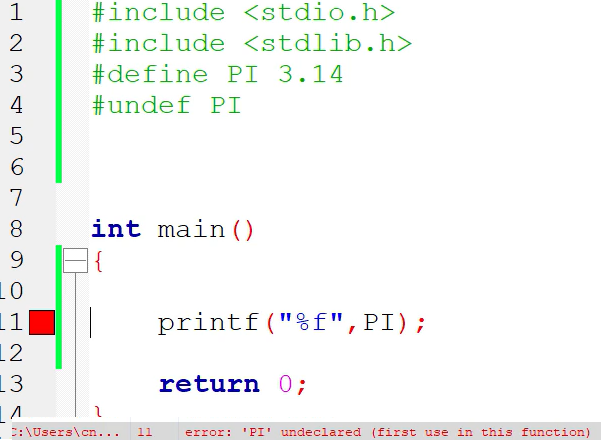 1 #include <stdio.h>
2 #include <stdlib.h>
3 #define PI 3.14
4 #undef PI
5
6
7
8 int main()
9 {
10
11 printf("%f",PI);
12
13 return 0;
14 }
C:\Users\cn... 11 error: 'PI' undeclared (first use in this function)